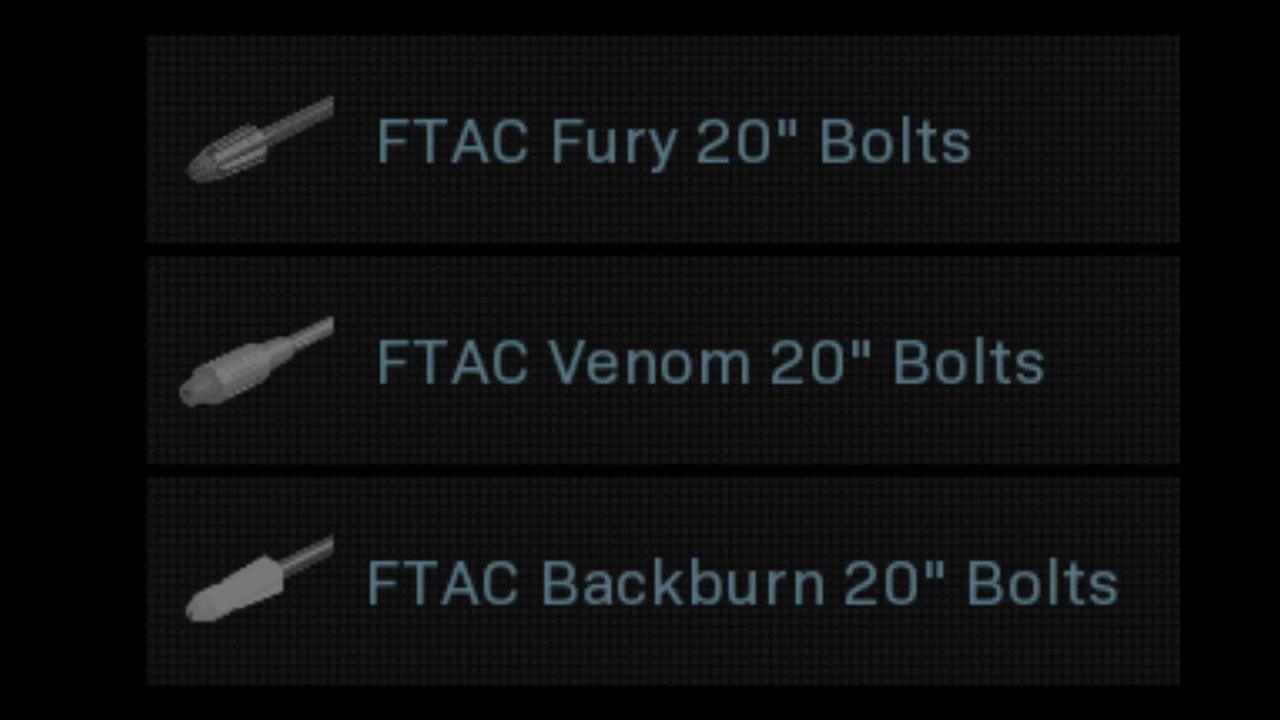 FTAC Fury 20" Bolts
FTAC Venom 20" Bolts
FTAC Backburn 20" Bolts